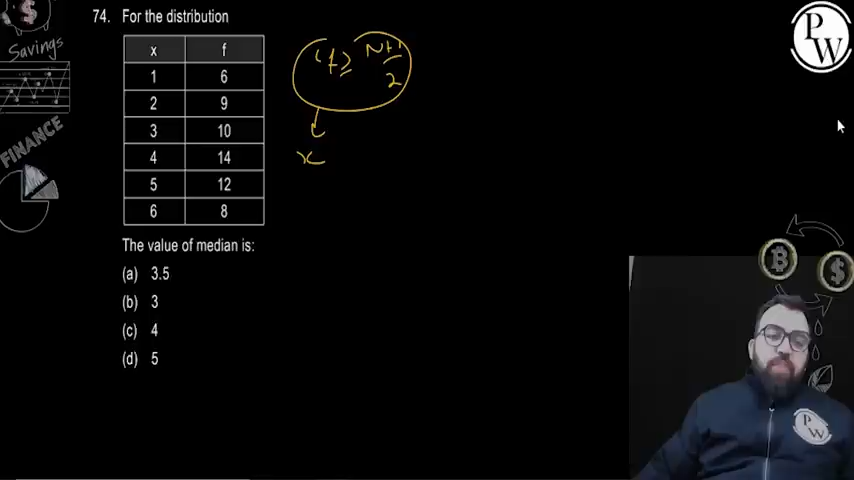 74. For the distribution
x f
1 6
2 9
3 10
4 14
5 12
6 8
The value of median is:
(a) 3.5
(b) 3
(c) 4
(d) 5
N+1
2
x
Savings
FINANCE
P
W
PW